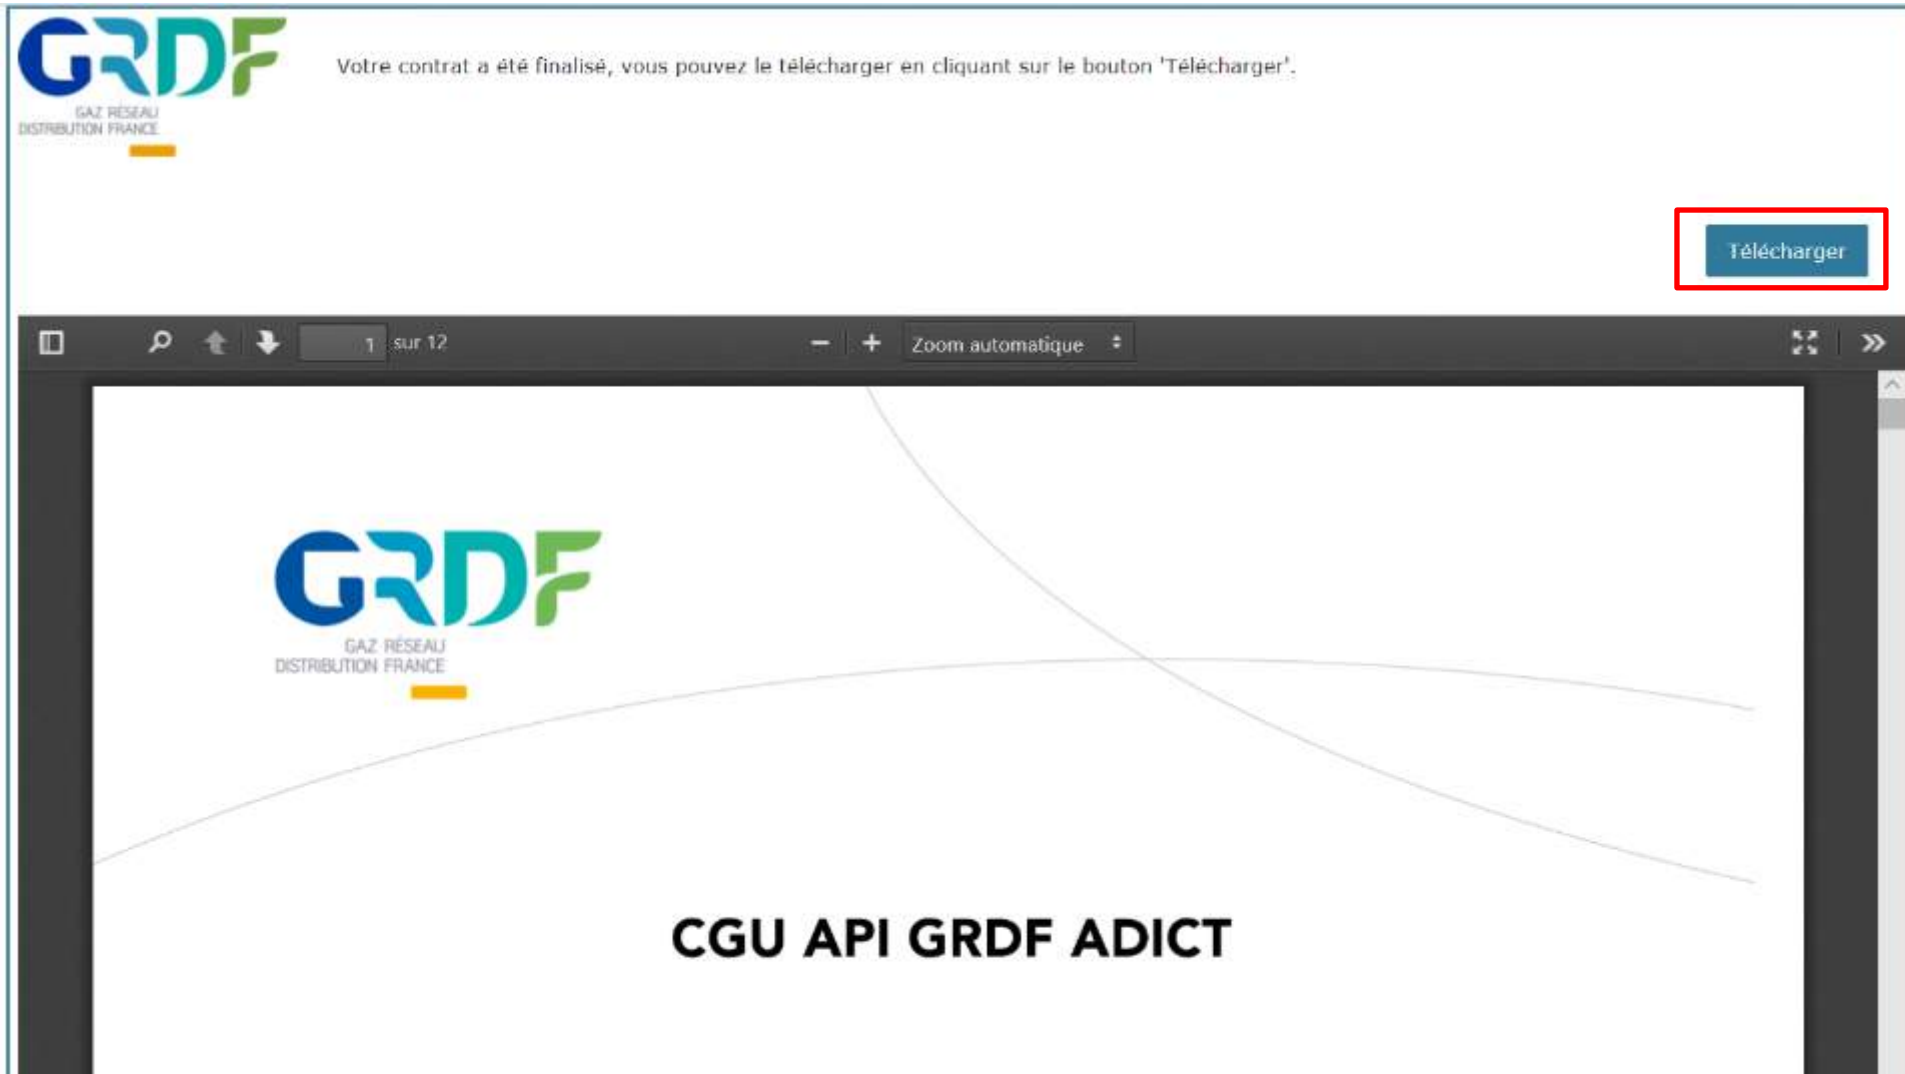 GRDF
GAZ RÉSEAU
DISTRIBUTION FRANCE
Votre contrat a été finalisé, vous pouvez le télécharger en cliquant sur le bouton 'Télécharger'.
Télécharger
1 sur 12
Zoom automatique
GRDF
GAZ RÉSEAU
DISTRIBUTION FRANCE
CGU API GRDF ADICT